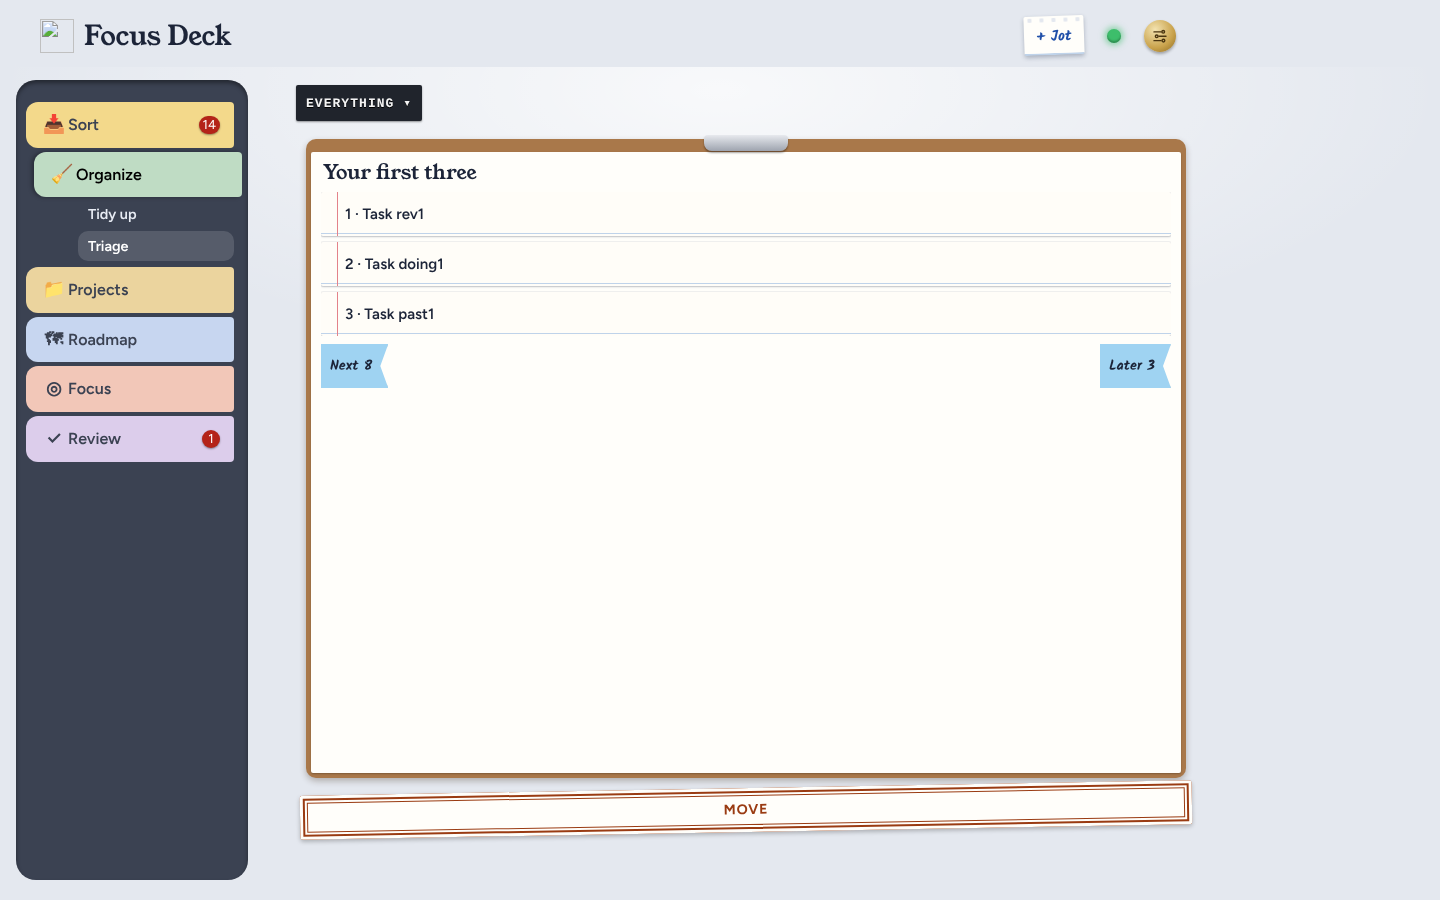 Focus Deck
+ Jot
EVERYTHING ▾
Sort 14
Organize
Tidy up
Triage
Projects
Roadmap
Focus
Review 1
Your first three
1 · Task rev1
2 · Task doing1
3 · Task past1
Next 8
Later 3
MOVE